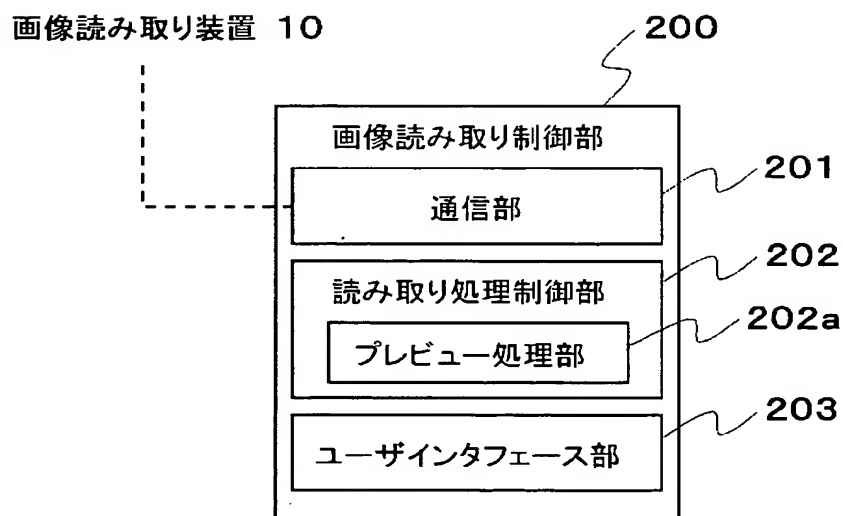 画像読み取り装置 10
200
画像読み取り制御部
201
通信部
202
読み取り処理制御部
202a
プレビュー処理部
203
ユーザインタフェース部